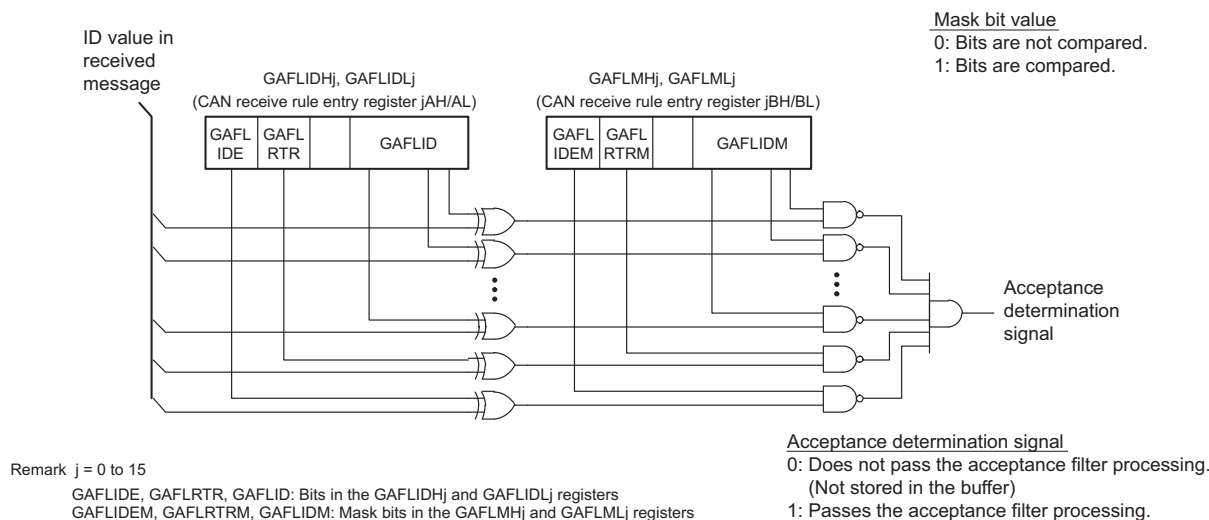 Mask bit value
0: Bits are not compared.
1: Bits are compared.
ID value in
received
message
GAFLIDHj, GAFLIDLj
(CAN receive rule entry register jAH/AL)
GAFL
IDE
GAFL
RTR
GAFLID
GAFLMHj, GAFLMLj
(CAN receive rule entry register jBH/BL)
GAFL
IDEM
GAFL
RTRM
GAFLIDM
Acceptance
determination
signal
Acceptance determination signal
0: Does not pass the acceptance filter processing.
(Not stored in the buffer)
1: Passes the acceptance filter processing.
Remark j = 0 to 15
GAFLIDE, GAFLRTR, GAFLID: Bits in the GAFLIDHj and GAFLIDLj registers
GAFLIDEM, GAFLRTRM, GAFLIDM: Mask bits in the GAFLMHj and GAFLMLj registers